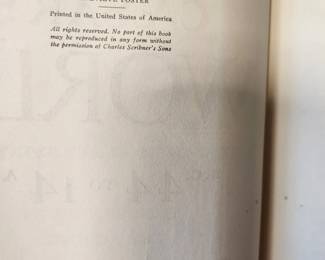 FOSTER
Printed in the United States of America
All rights reserved. No part of this book
may be reproduced in any form without
the permission of Charles Scribner's Sons